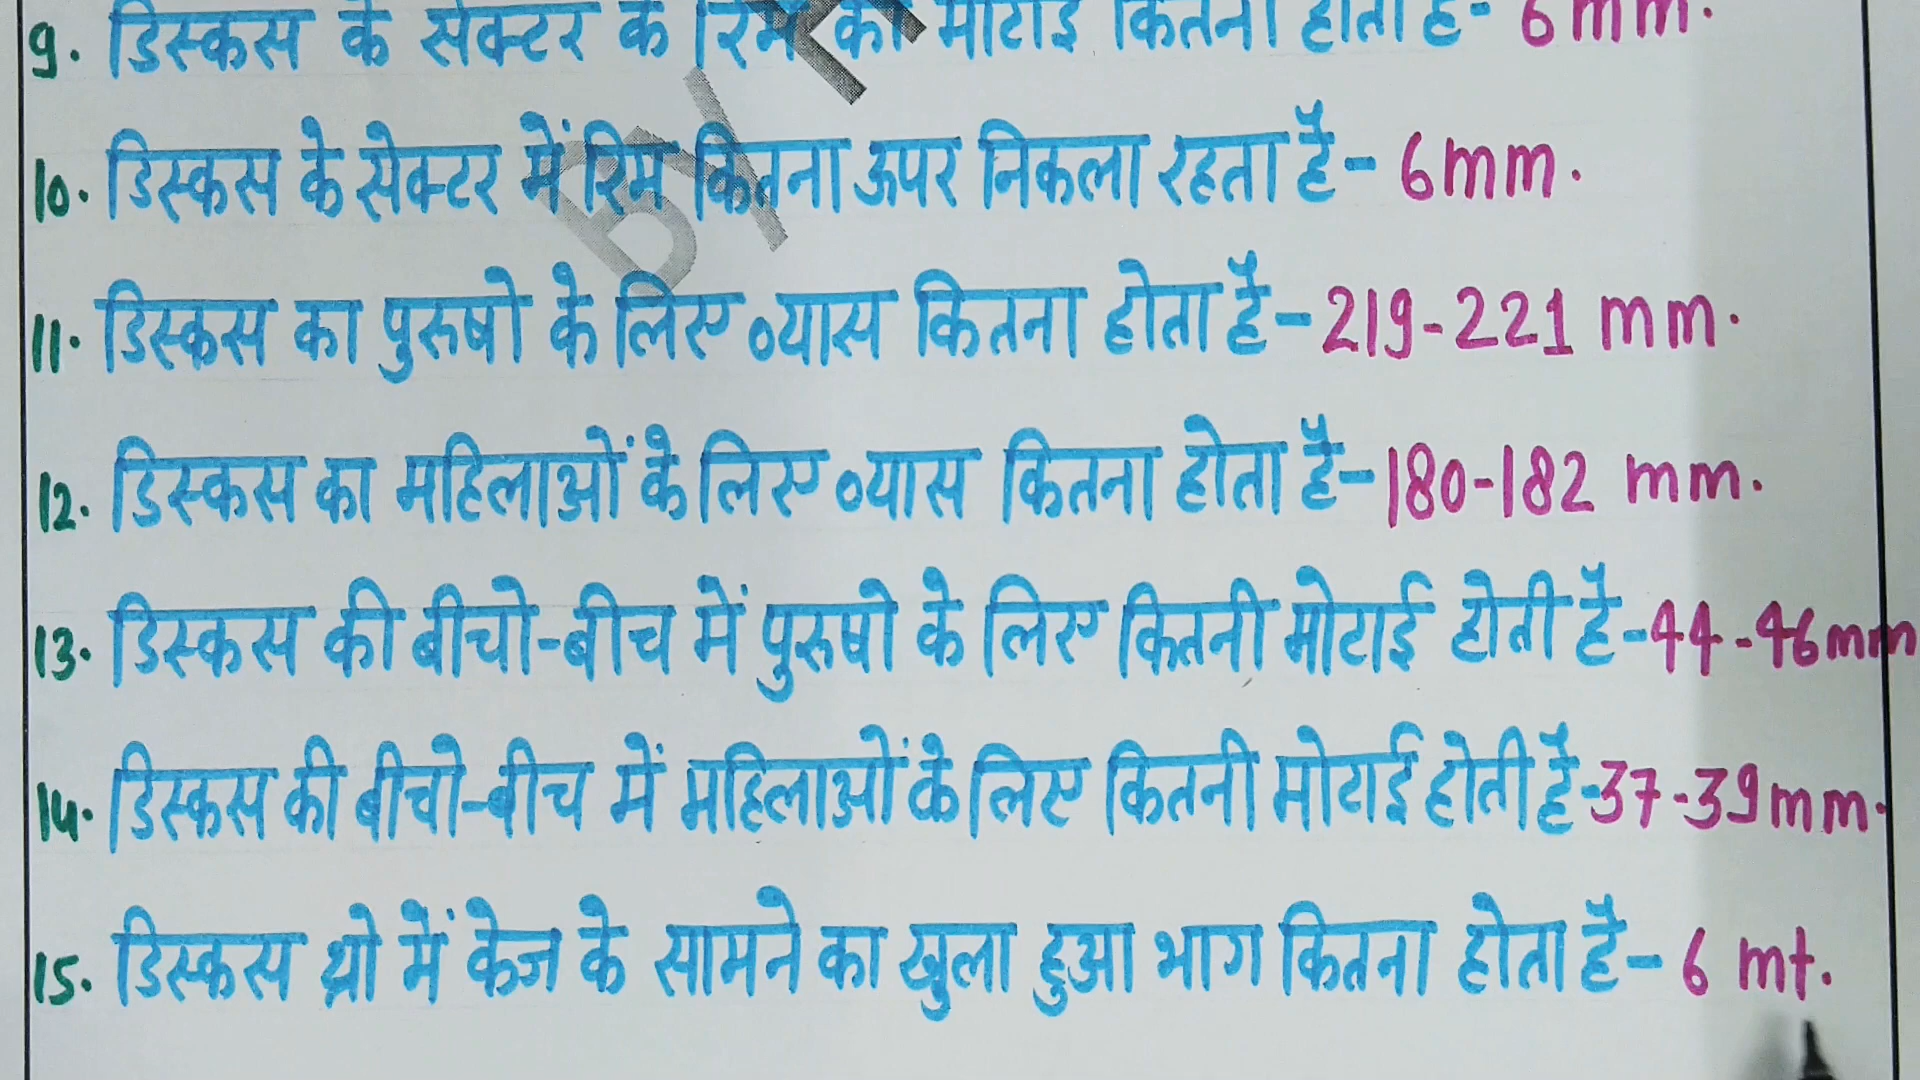 9. डिस्कस के सेक्टर के रिम की मोटाई कितनी होती है- 6mm.
10. डिस्कस के सेक्टर में रिम कितना ऊपर निकला रहता है- 6mm.
11. डिस्कस का पुरुषो के लिए व्यास कितना होता है- 219-221 mm.
12. डिस्कस का महिलाओं के लिए व्यास कितना होता है- 180-182 mm.
13. डिस्कस की बीचो-बीच में पुरुषो के लिए कितनी मोटाई होती है-44-46mm
14. डिस्कस की बीचो-बीच में महिलाओं के लिए कितनी मोटाई होती है-37-39mm.
15. डिस्कस थ्रो में केज के सामने का खुला हुआ भाग कितना होता है- 6 mt.